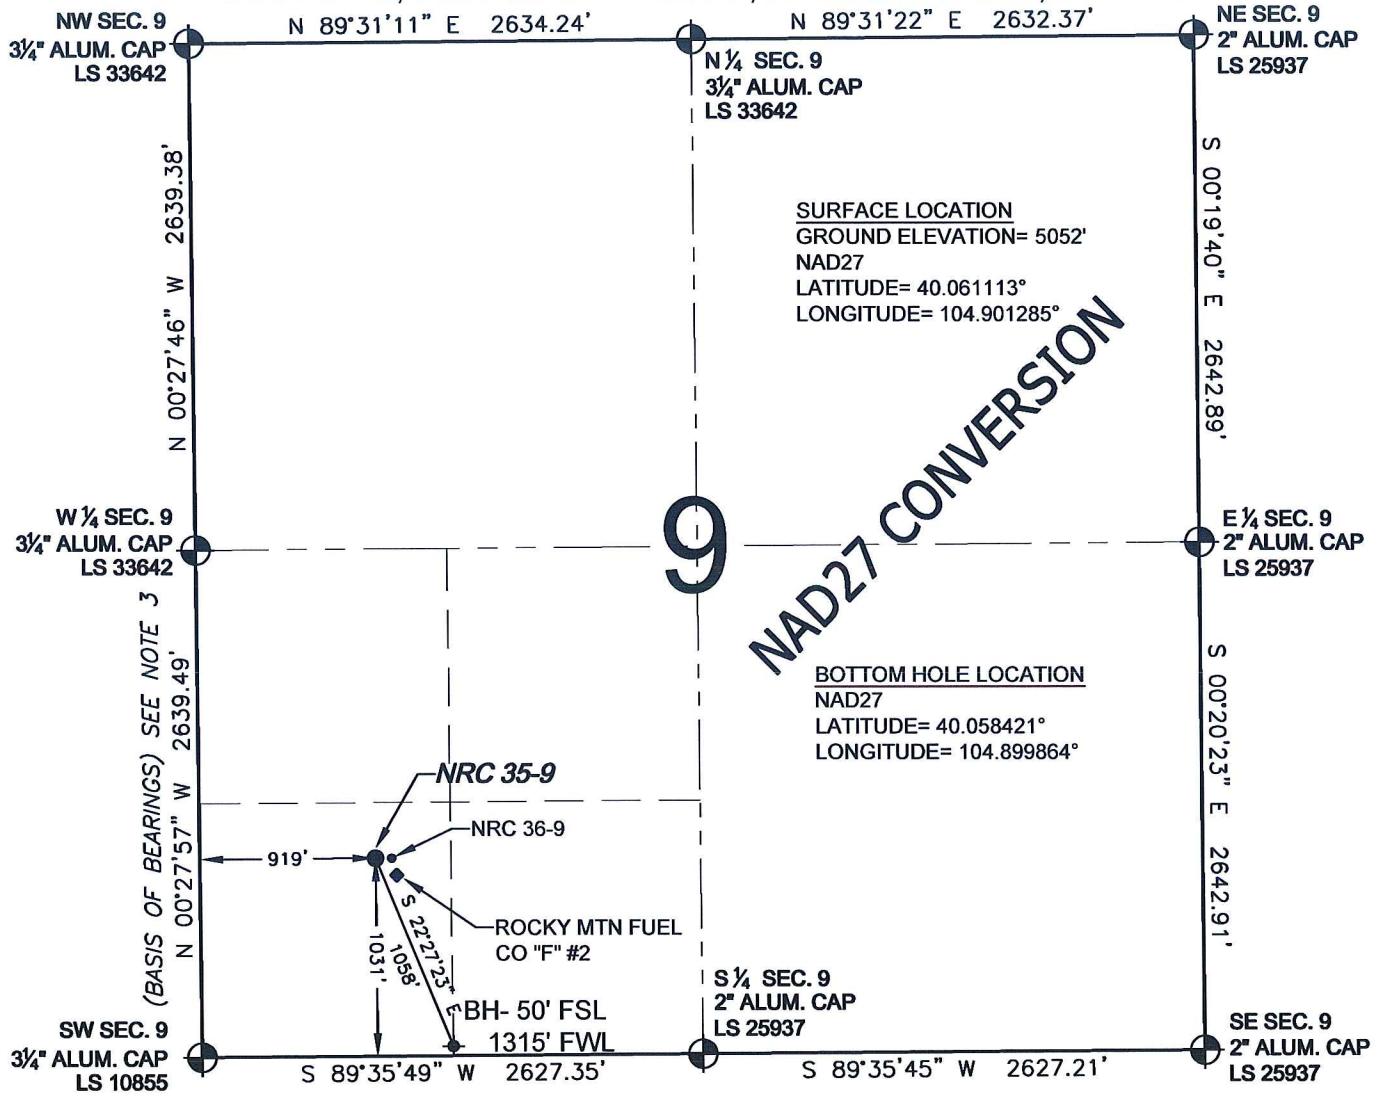 N 89°31'11" E 2634.24'
N 89°31'22" E 2632.37'
NW SEC. 9
3¼" ALUM. CAP
LS 33642
N ¼ SEC. 9
3¼" ALUM. CAP
LS 33642
NE SEC. 9
2" ALUM. CAP
LS 25937
N 00°27'46" W 2639.38'
S 00°19'40" E 2642.89'
SURFACE LOCATION
GROUND ELEVATION= 5052'
NAD27
LATITUDE= 40.061113°
LONGITUDE= 104.901285°
NAD27 CONVERSION
9
W ¼ SEC. 9
3¼" ALUM. CAP
LS 33642
E ¼ SEC. 9
2" ALUM. CAP
LS 25937
(BASIS OF BEARINGS) SEE NOTE 3
N 00°27'57" W 2639.49'
S 00°20'23" E 2642.91'
BOTTOM HOLE LOCATION
NAD27
LATITUDE= 40.058421°
LONGITUDE= 104.899864°
NRC 35-9
NRC 36-9
919'
ROCKY MTN FUEL
CO "F" #2
S 22°27'23" E
1058'
1031'
BH- 50' FSL
1315' FWL
S ¼ SEC. 9
2" ALUM. CAP
LS 25937
SW SEC. 9
3¼" ALUM. CAP
LS 10855
SE SEC. 9
2" ALUM. CAP
LS 25937
S 89°35'49" W 2627.35'
S 89°35'45" W 2627.21'